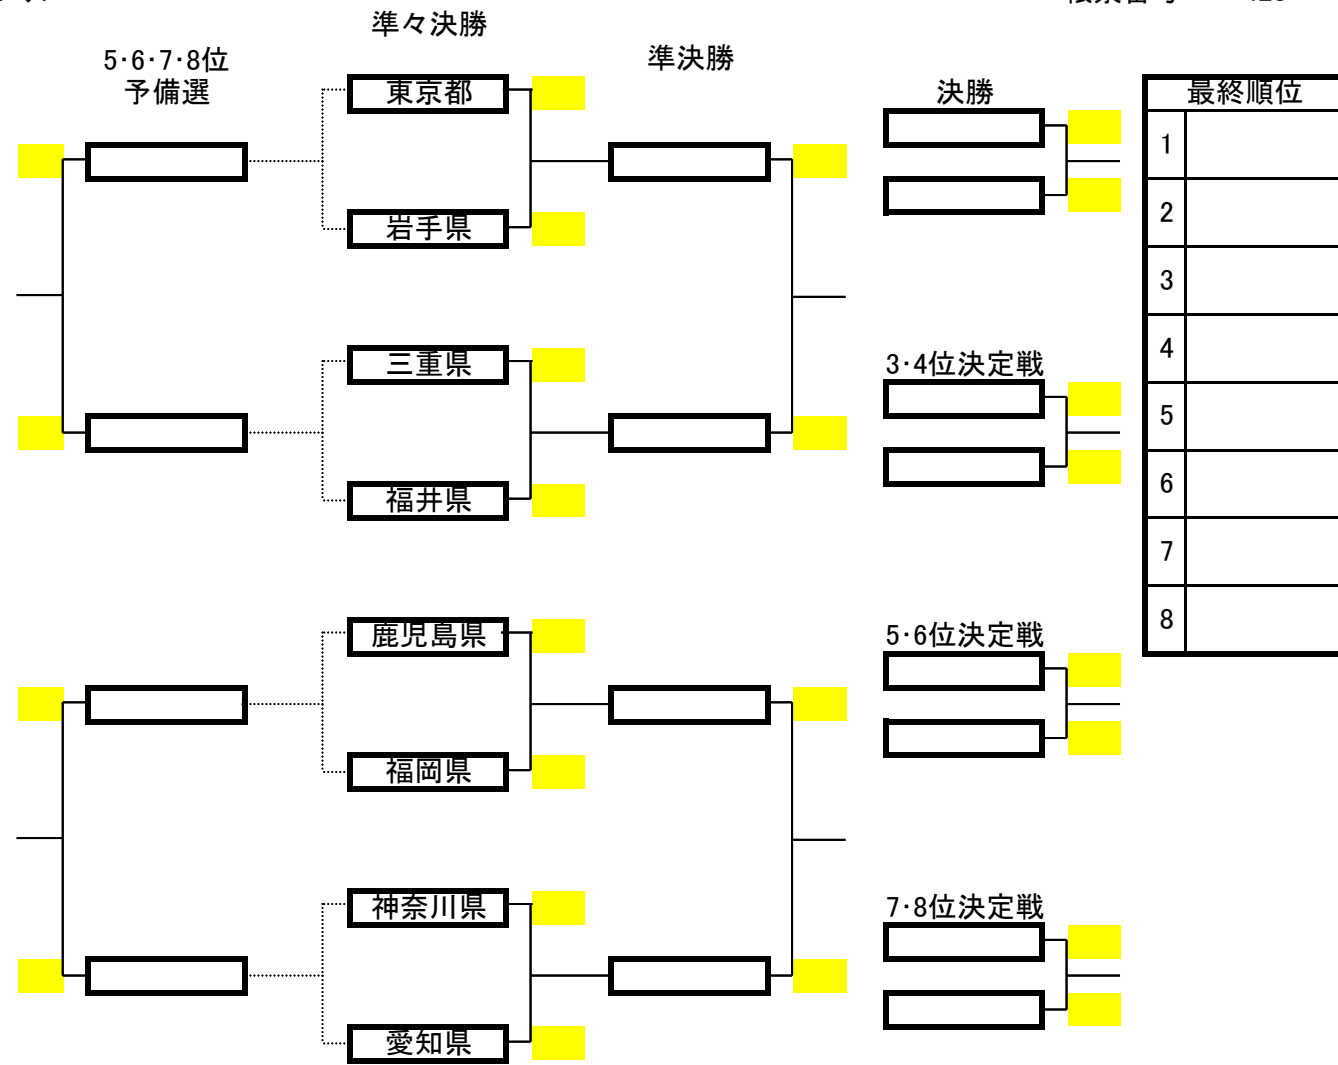 準々決勝
5・6・7・8位
予備選
準決勝
決勝
最終順位
東京都
岩手県
三重県
福井県
鹿児島県
福岡県
神奈川県
愛知県
3・4位決定戦
5・6位決定戦
7・8位決定戦
1
2
3
4
5
6
7
8